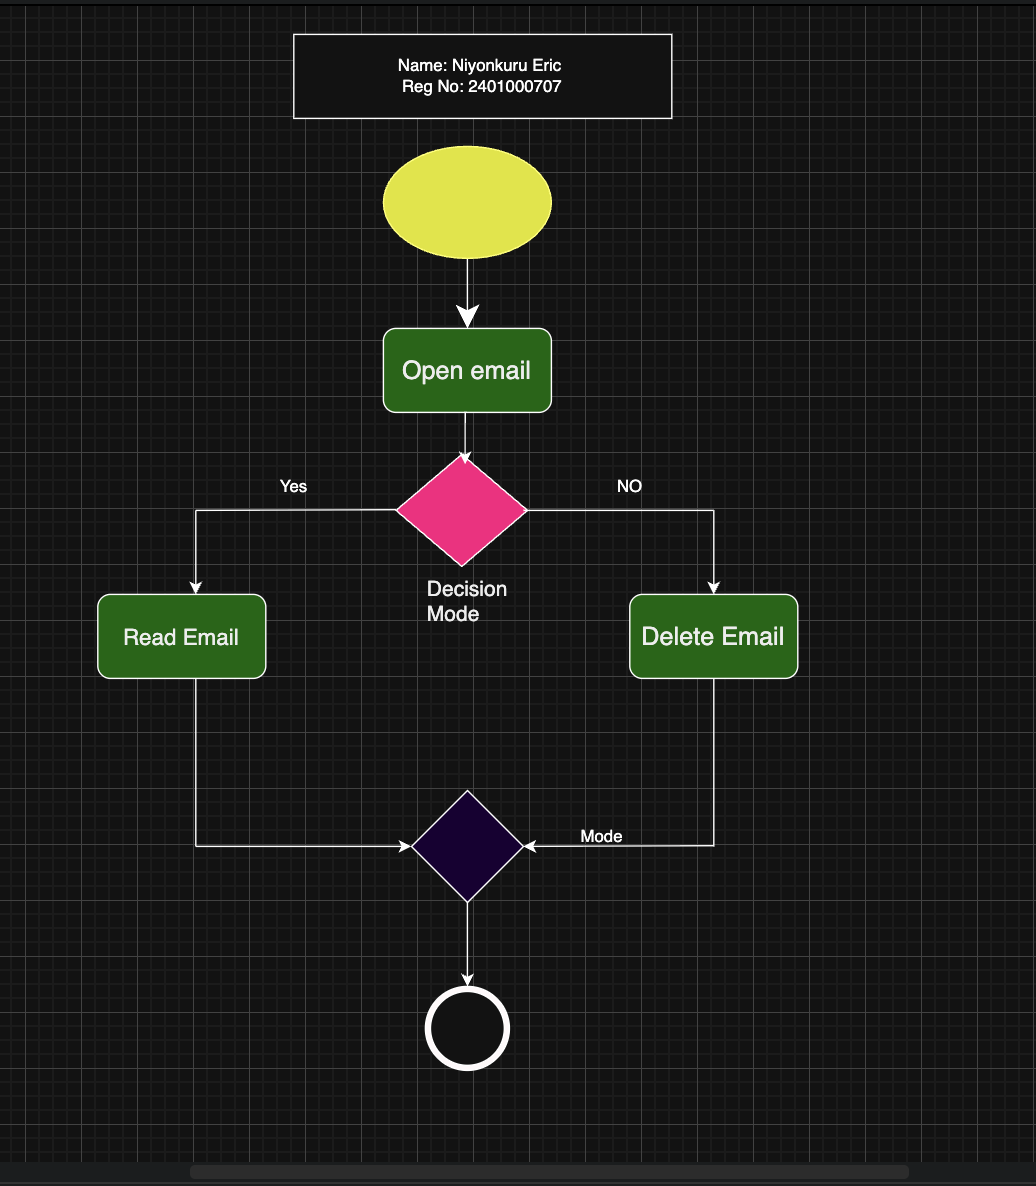 Name: Niyonkuru Eric
Reg No: 2401000707
Open email
Yes
NO
Decision
Mode
Read Email
Delete Email
Mode